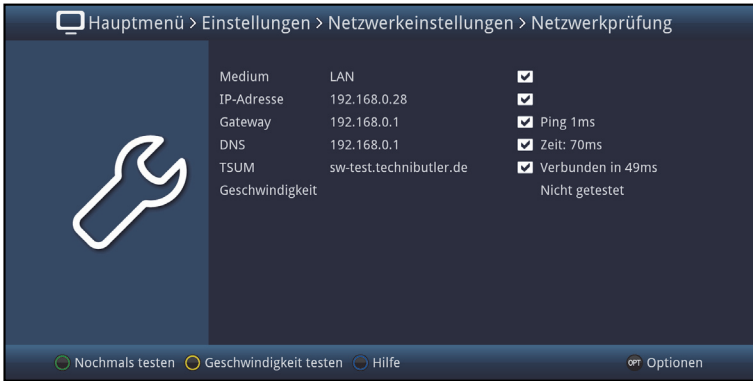 Hauptmenü > Einstellungen > Netzwerkeinstellungen > Netzwerkprüfung
Medium LAN
IP-Adresse 192.168.0.28
Gateway 192.168.0.1 Ping 1ms
DNS 192.168.0.1 Zeit: 70ms
TSUM sw-test.technibutler.de Verbunden in 49ms
Geschwindigkeit Nicht getestet
Nochmals testen Geschwindigkeit testen Hilfe OPT Optionen